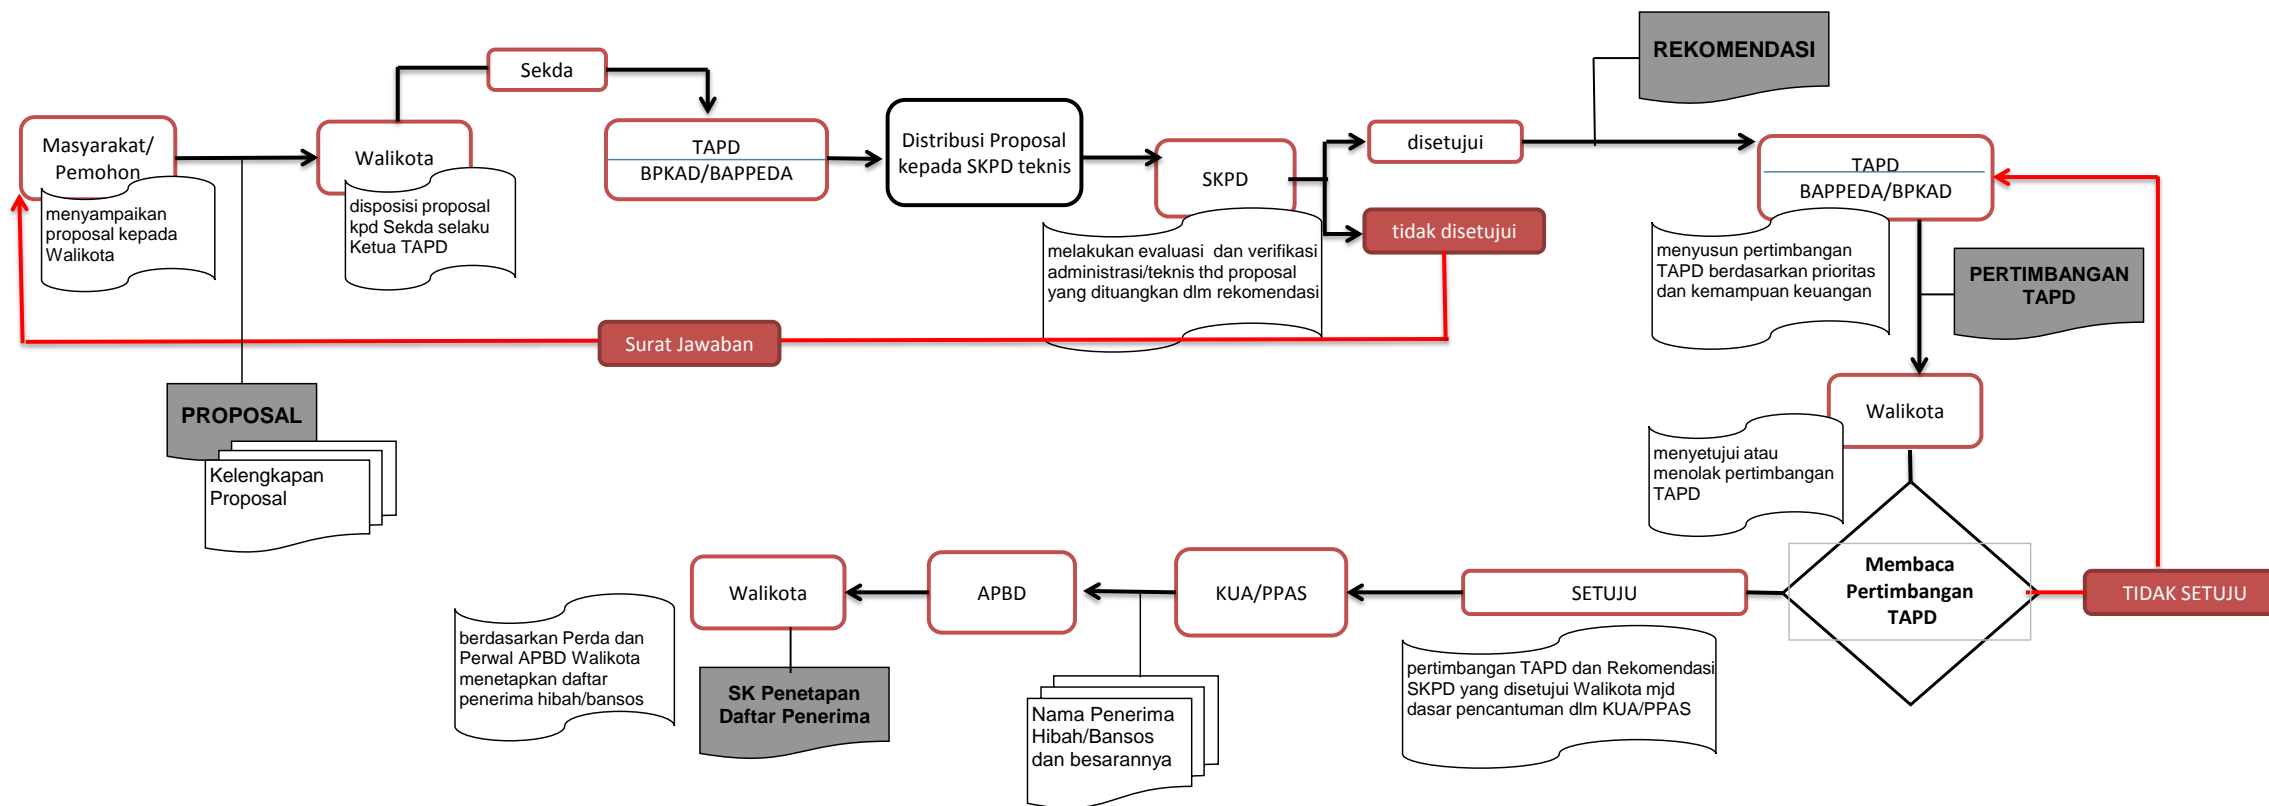 REKOMENDASI
Sekda
Masyarakat/
Pemohon
menyampaikan
proposal kepada
Walikota
Walikota
disposisi proposal
kpd Sekda selaku
Ketua TAPD
TAPD
BPKAD/BAPPEDA
Distribusi Proposal
kepada SKPD teknis
SKPD
melakukan evaluasi dan verifikasi
administrasi/teknis thd proposal
yang dituangkan dlm rekomendasi
disetujui
tidak disetujui
TAPD
BAPPEDA/BPKAD
menyusun pertimbangan
TAPD berdasarkan prioritas
dan kemampuan keuangan
PERTIMBANGAN
TAPD
Surat Jawaban
PROPOSAL
Kelengkapan
Proposal
Walikota
menyetujui atau
menolak pertimbangan
TAPD
Membaca
Pertimbangan
TAPD
TIDAK SETUJU
SETUJU
pertimbangan TAPD dan Rekomendasi
SKPD yang disetujui Walikota mjd
dasar pencantuman dlm KUA/PPAS
KUA/PPAS
Nama Penerima
Hibah/Bansos
dan besarannya
APBD
Walikota
berdasarkan Perda dan
Perwal APBD Walikota
menetapkan daftar
penerima hibah/bansos
SK Penetapan
Daftar Penerima